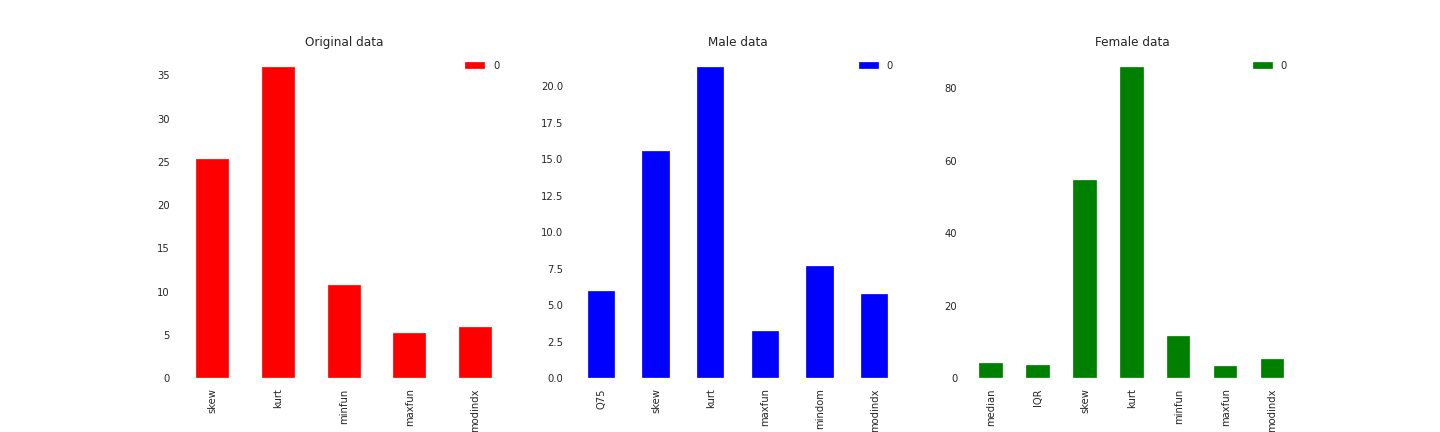 Original data
0
35
30
25
20
15
10
5
0
skew
kurt
minfun
maxfun
modindx
Male data
0
20.0
17.5
15.0
12.5
10.0
7.5
5.0
2.5
0.0
Q75
skew
kurt
maxfun
mindom
modindx
Female data
0
80
60
40
20
0
median
IQR
skew
kurt
minfun
maxfun
modindx